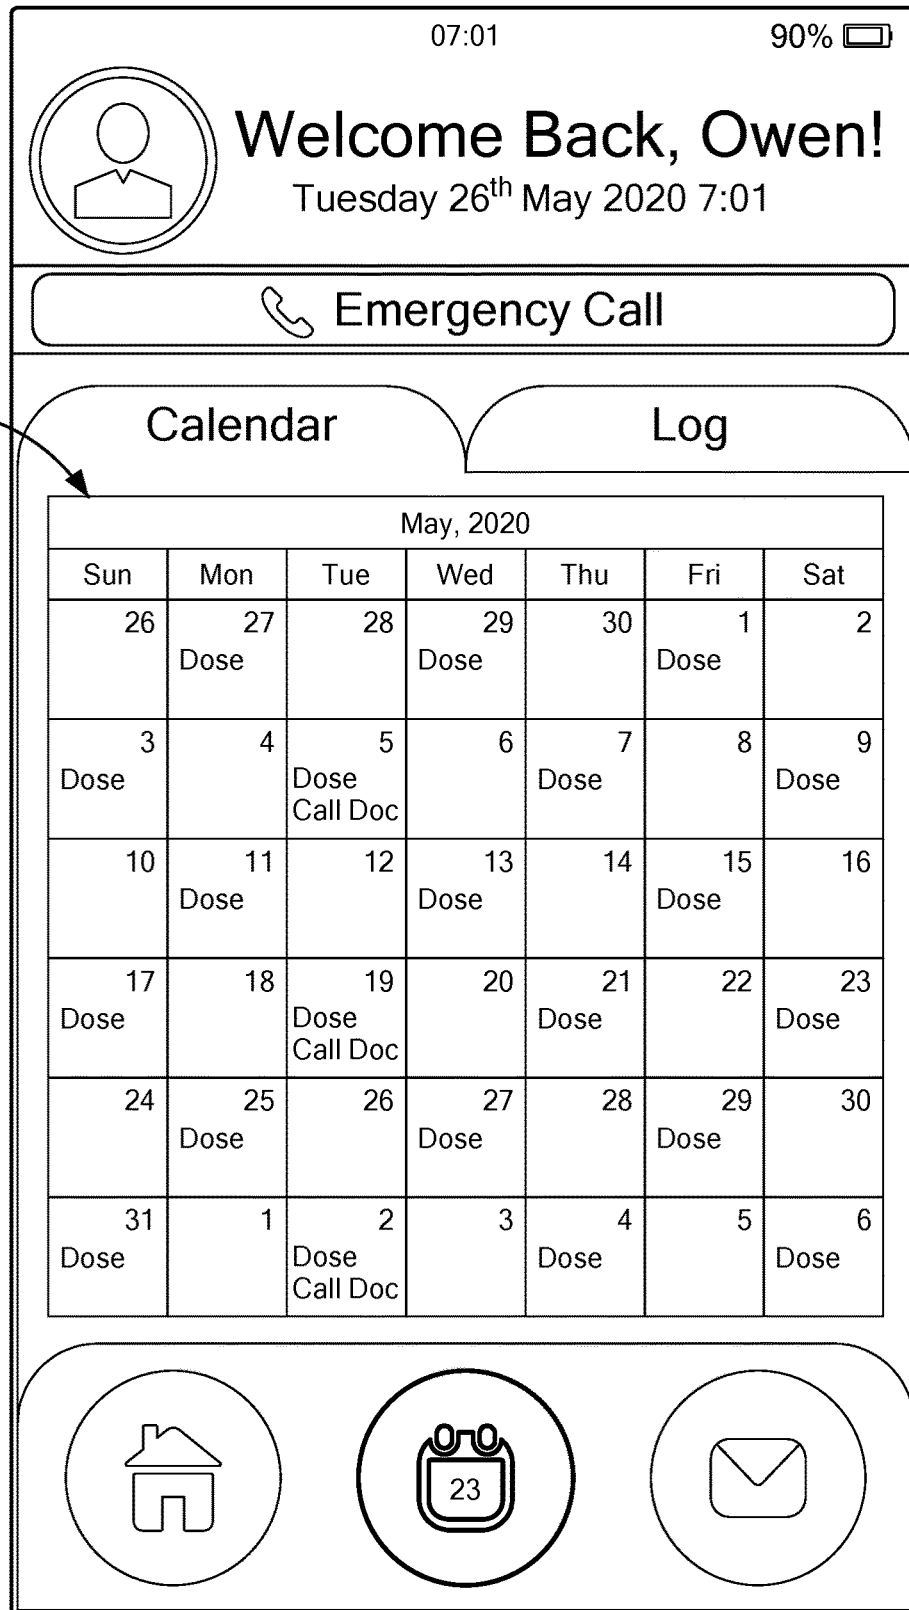 07:01 90%
Welcome Back, Owen!
Tuesday 26th May 2020 7:01
Emergency Call
Calendar Log
May, 2020
Sun Mon Tue Wed Thu Fri Sat
26 27 28 29 30 1 2
Dose Dose Dose
3 4 5 6 7 8 9
Dose Dose Dose Dose
Call Doc
10 11 12 13 14 15 16
Dose Dose Dose
17 18 19 20 21 22 23
Dose Dose Dose Dose
Call Doc
24 25 26 27 28 29 30
Dose Dose Dose
31 1 2 3 4 5 6
Dose Dose Dose Dose
Call Doc
23